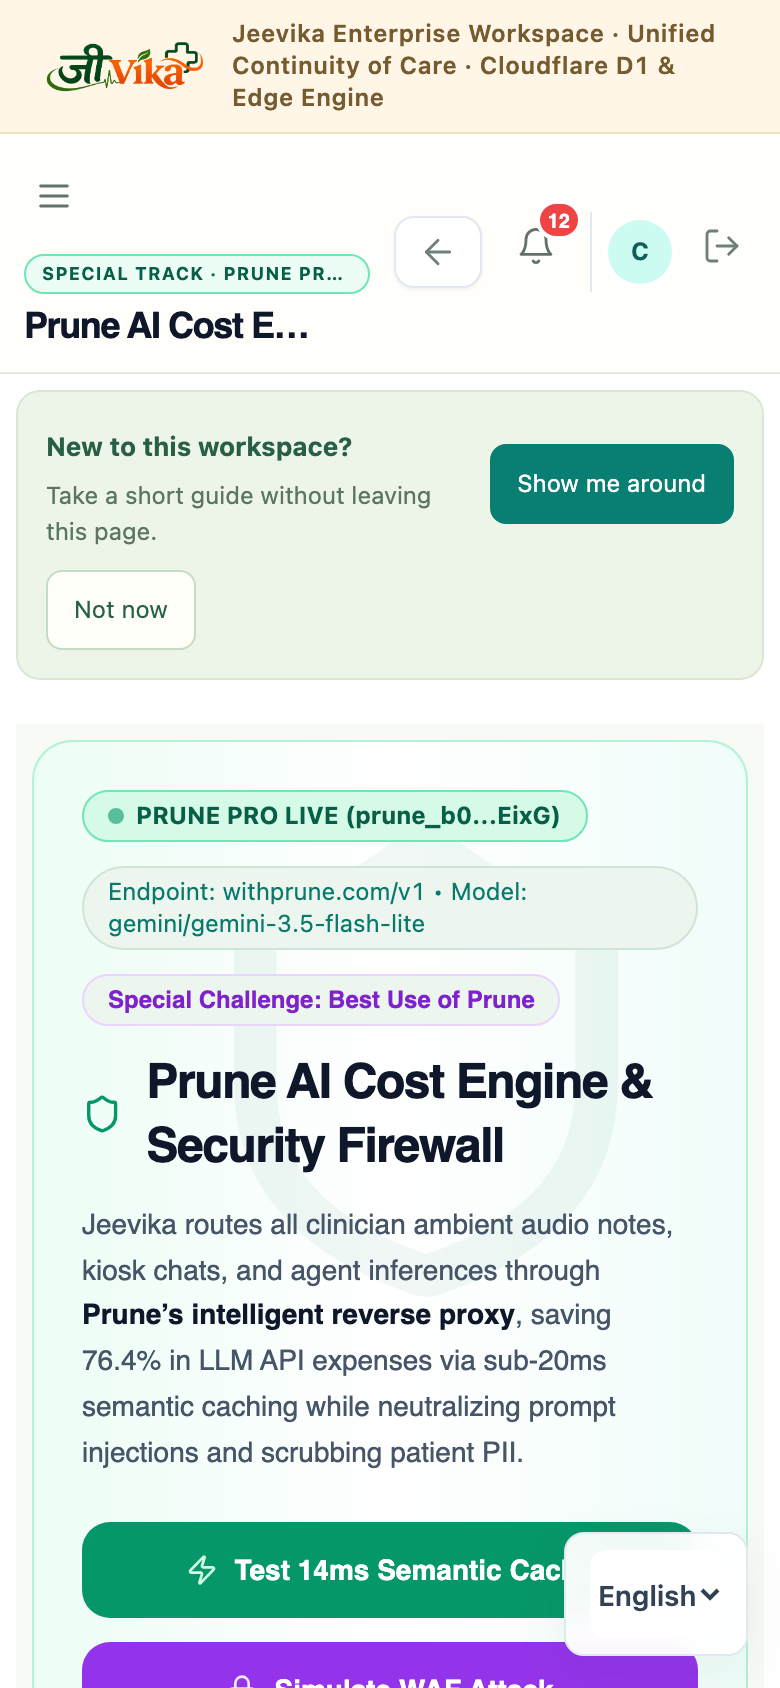 जीvika
Jeevika Enterprise Workspace · Unified
Continuity of Care · Cloudflare D1 &
Edge Engine
12
C
SPECIAL TRACK · PRUNE PR...
Prune AI Cost E...
New to this workspace?
Take a short guide without leaving
this page.
Show me around
Not now
PRUNE PRO LIVE (prune_b0...EixG)
Endpoint: withprune.com/v1 • Model:
gemini/gemini-3.5-flash-lite
Special Challenge: Best Use of Prune
Prune AI Cost Engine &
Security Firewall
Jeevika routes all clinician ambient audio notes,
kiosk chats, and agent inferences through
Prune’s intelligent reverse proxy, saving
76.4% in LLM API expenses via sub-20ms
semantic caching while neutralizing prompt
injections and scrubbing patient PII.
Test 14ms Semantic Cac
English
Simulate WAF Attack